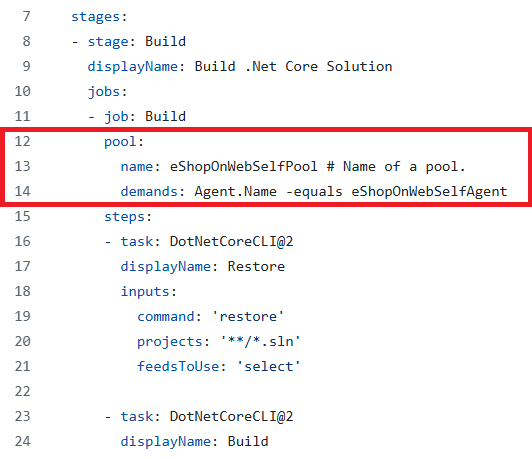 7 stages:
8 - stage: Build
9 displayName: Build .Net Core Solution
10 jobs:
11 - job: Build
12 pool:
13 name: eShopOnWebSelfPool # Name of a pool.
14 demands: Agent.Name -equals eShopOnWebSelfAgent
15 steps:
16 - task: DotNetCoreCLI@2
17 displayName: Restore
18 inputs:
19 command: 'restore'
20 projects: '**/*.sln'
21 feedsToUse: 'select'
22
23 - task: DotNetCoreCLI@2
24 displayName: Build